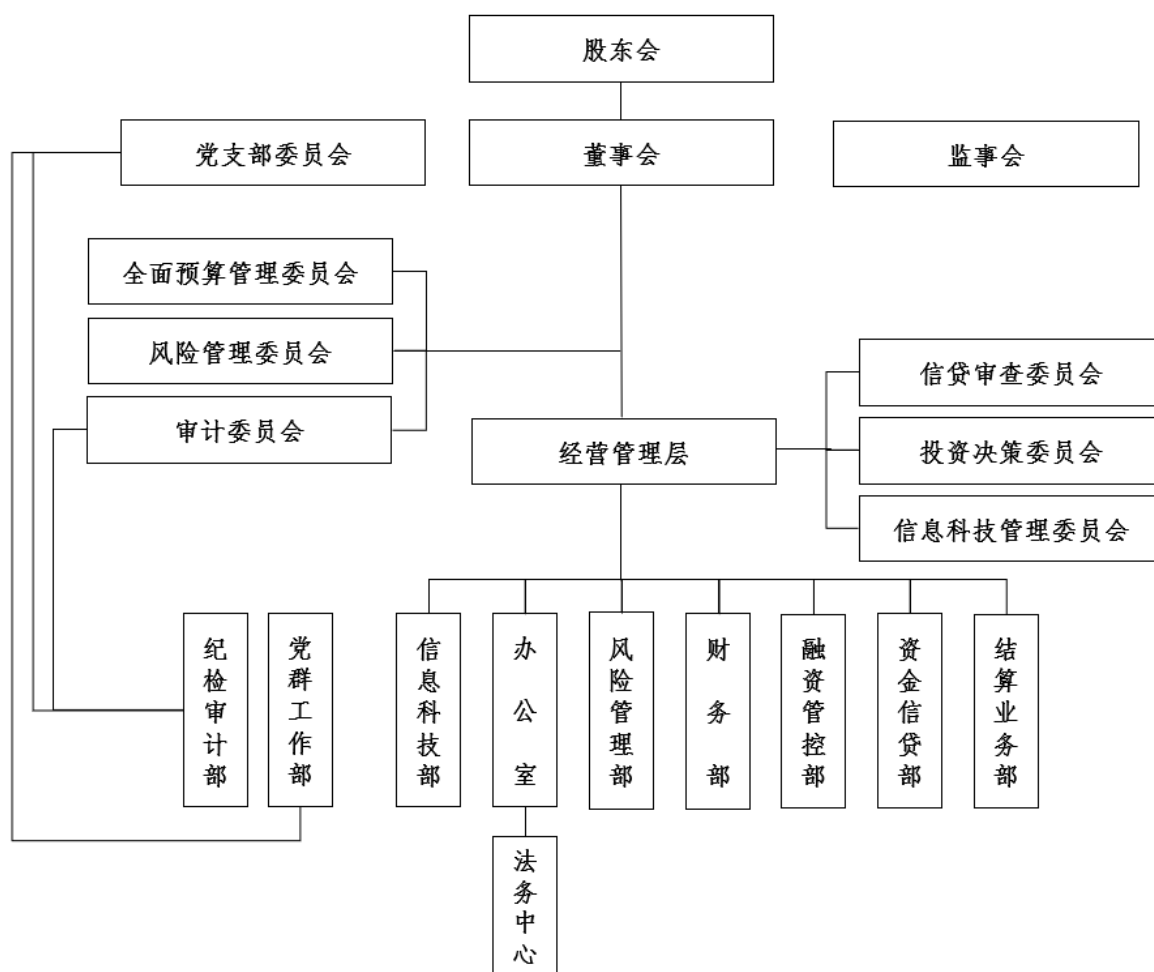 股东会
党支部委员会
董事会
监事会
全面预算管理委员会
风险管理委员会
审计委员会
经营管理层
信贷审查委员会
投资决策委员会
信息科技管理委员会
纪检审计部
党群工作部
信息科技部
办公室
风险管理部
财务部
融资管控部
资金信贷部
结算业务部
法务中心